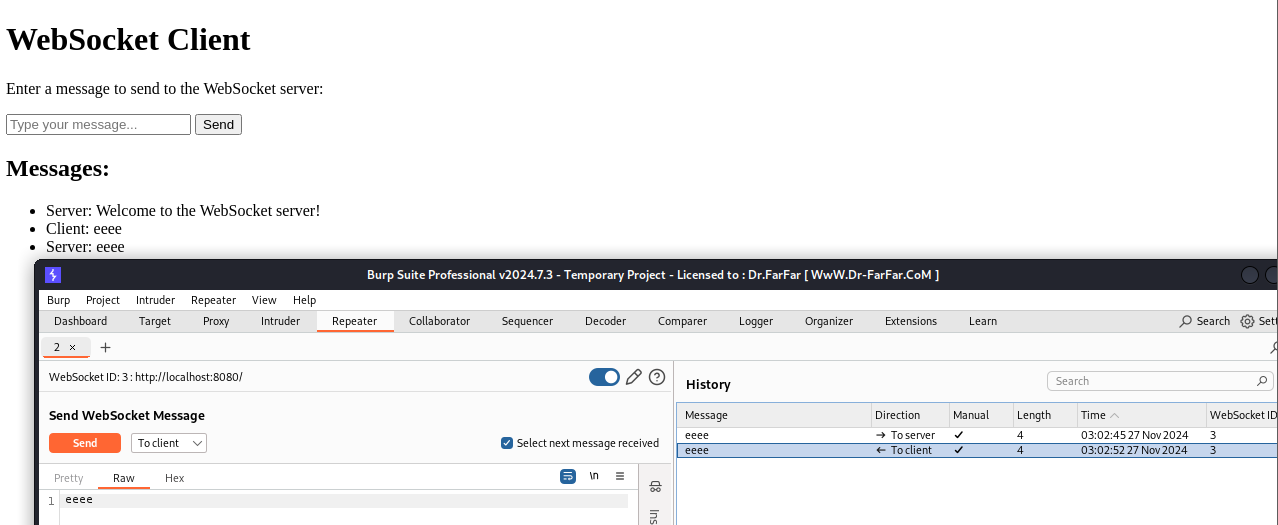 WebSocket Client
Enter a message to send to the WebSocket server:
Type your message... Send
Messages:
Server: Welcome to the WebSocket server!
Client: eeee
Server: eeee
Burp Suite Professional v2024.7.3 - Temporary Project - Licensed to : Dr.FarFar [ WwW.Dr-FarFar.CoM ]
Burp Project Intruder Repeater View Help
Dashboard Target Proxy Intruder Repeater Collaborator Sequencer Decoder Comparer Logger Organizer Extensions Learn Search Sett
2 × +
WebSocket ID: 3 : http://localhost:8080/
History Search
Send WebSocket Message
Send To client Select next message received
Message Direction Manual Length Time WebSocket ID
eeee → To server ✓ 4 03:02:45 27 Nov 2024 3
eeee ← To client ✓ 4 03:02:52 27 Nov 2024 3
Pretty Raw Hex \n
1 eeee
Ins